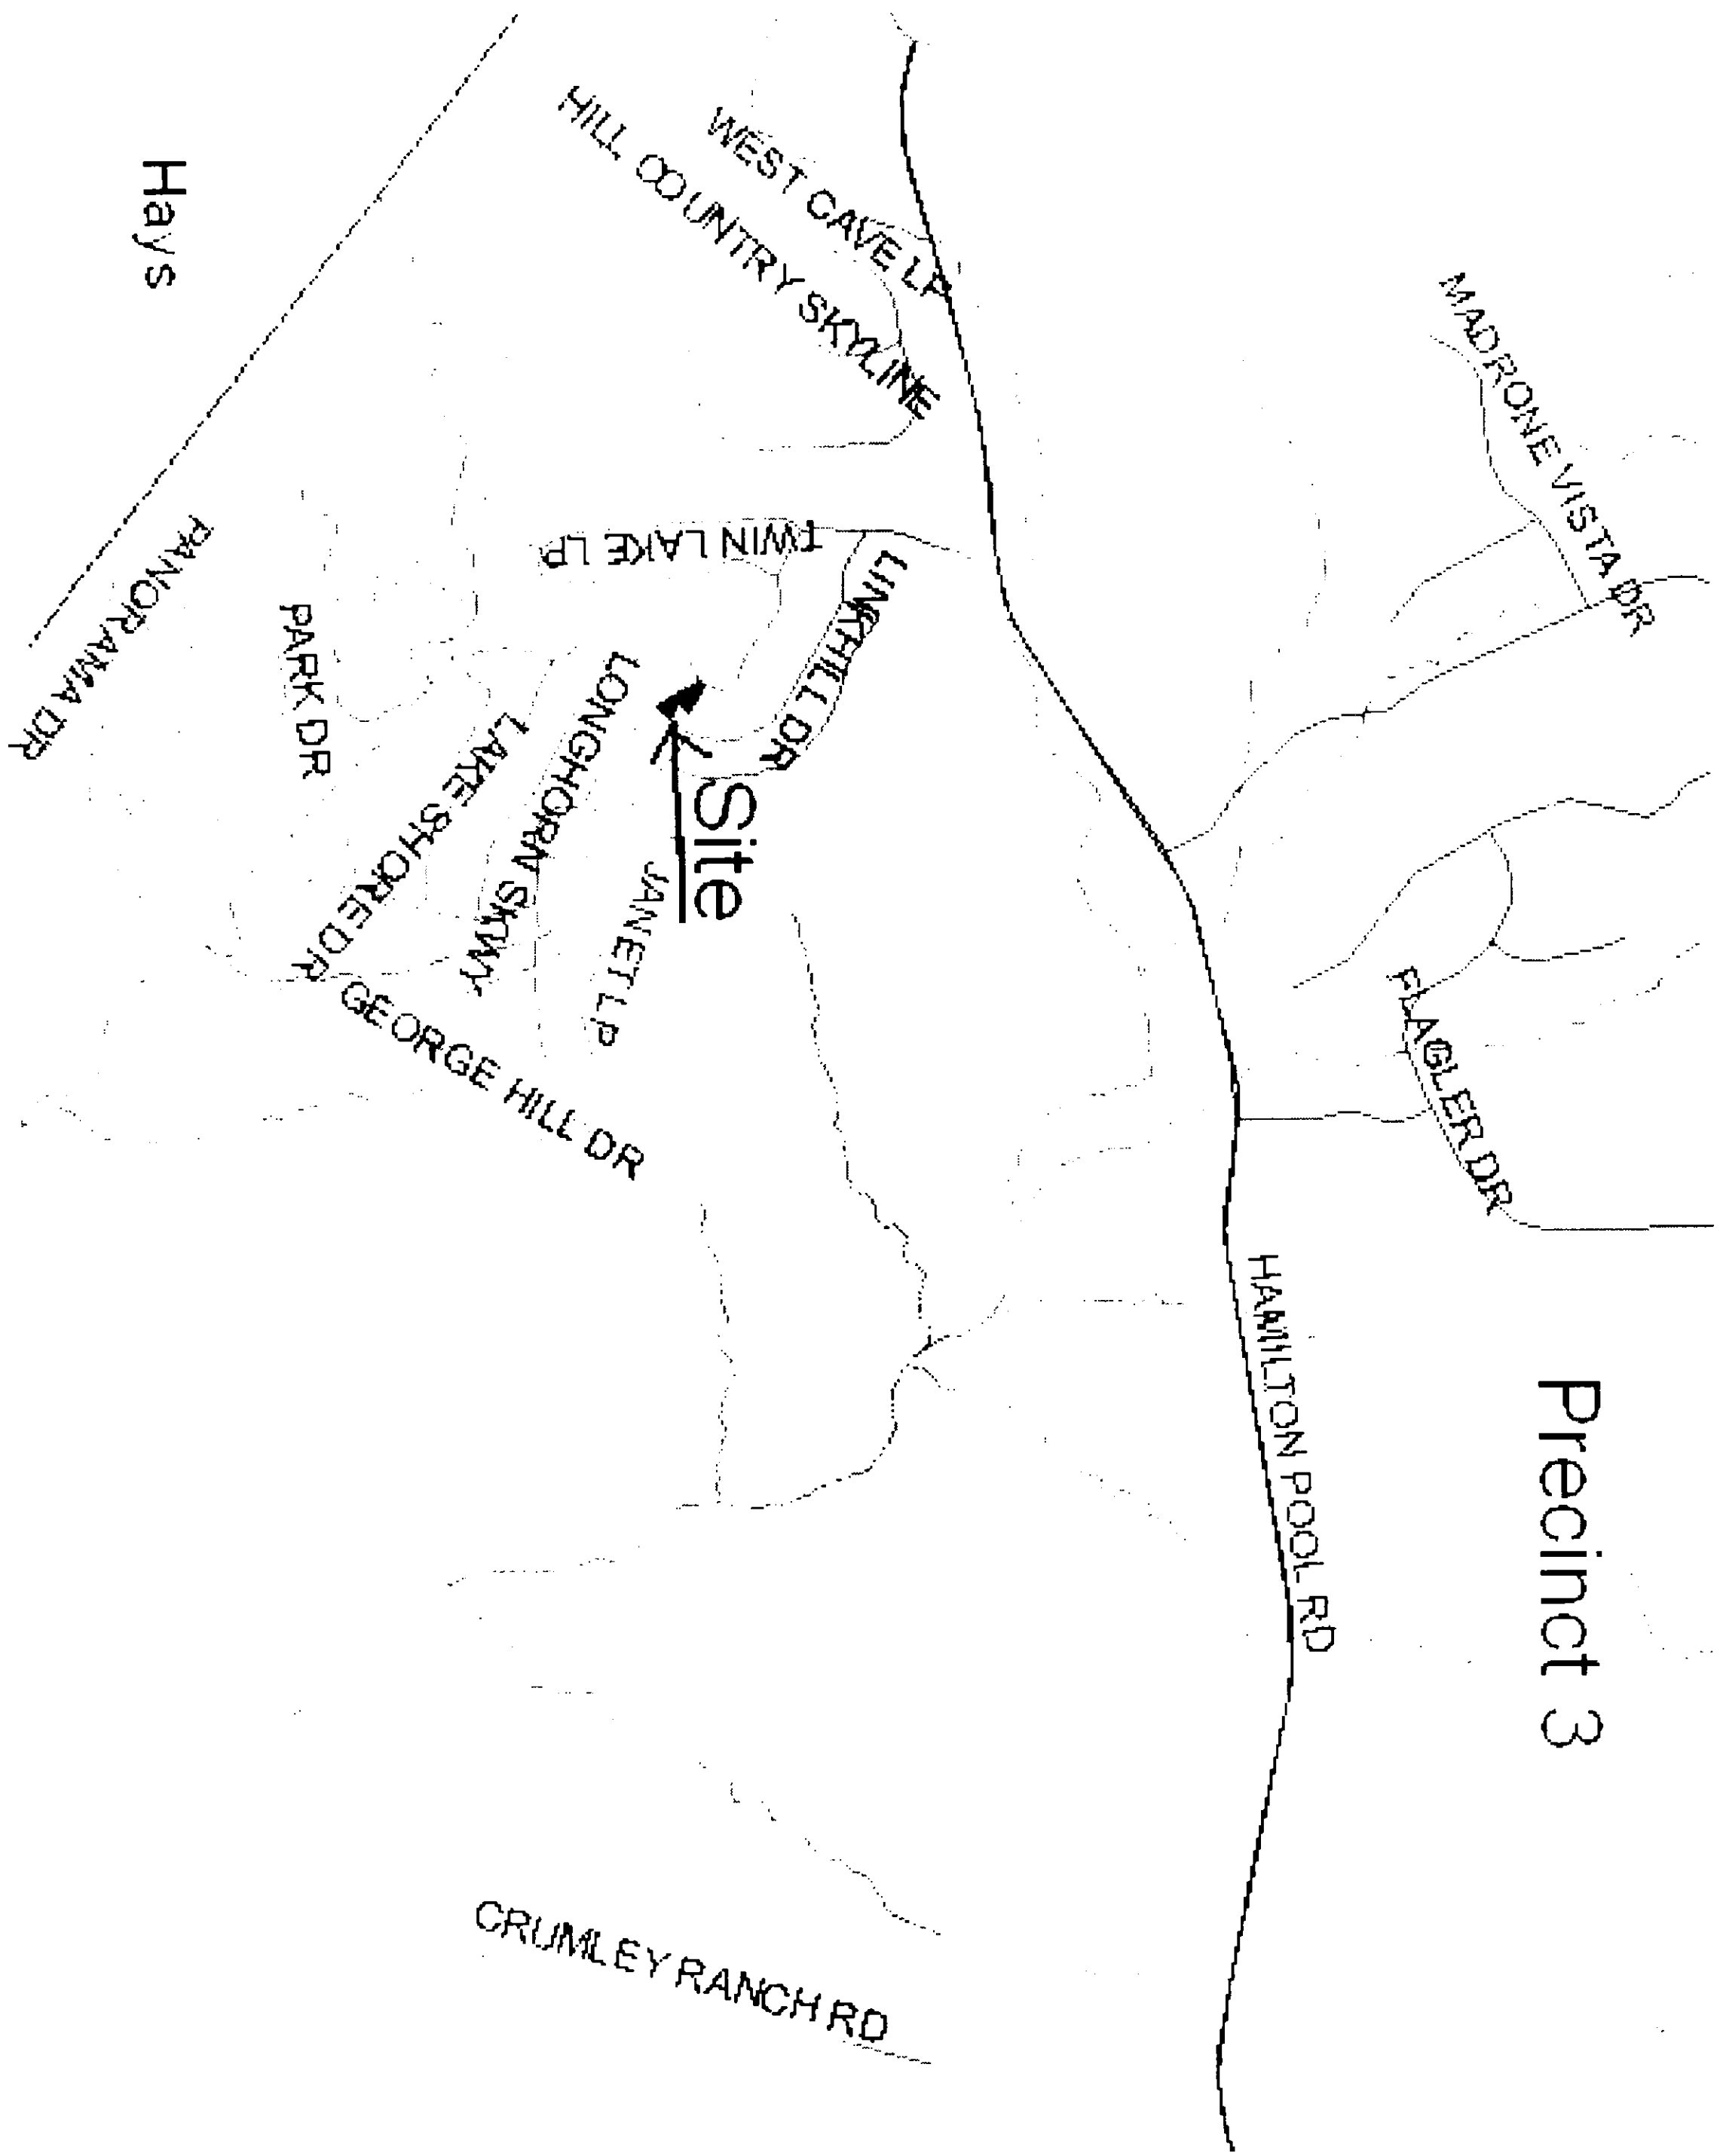 Precinct 3
MADRONE VISTA DR
FLAGLER DR
HAMILTON POOL RD
WEST CAVE LP
HILL COUNTRY SKYLINE
TWIN LAKE LP
LINKHILL DR
Site
JANET LP
LONGHORN SKWY
LAKE SHORE DR
GEORGE HILL DR
PARK DR
PANORAMA DR
Hays
CRUMLEY RANCH RD